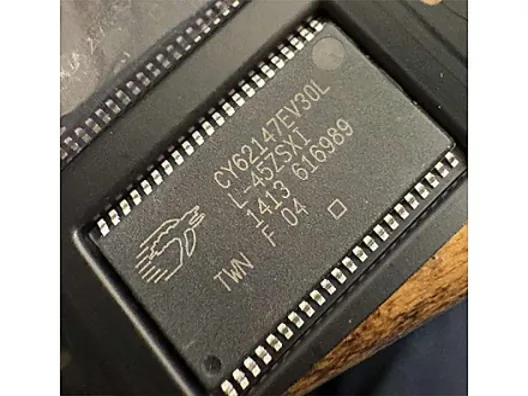 CY62147EV30L
L-45ZSXI
1413 616989
TWN F 04